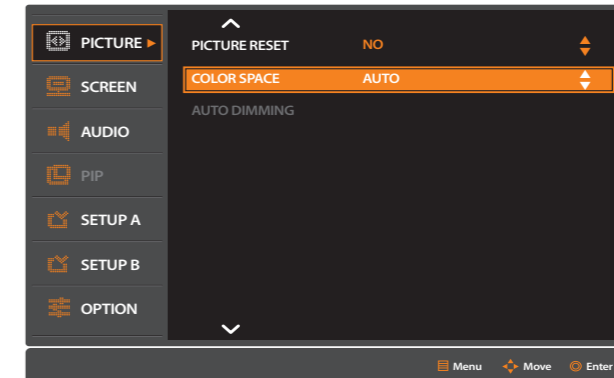 PICTURE
SCREEN
AUDIO
PIP
SETUP A
SETUP B
OPTION
PICTURE RESET NO
COLOR SPACE AUTO
AUTO DIMMING
Menu Move Enter